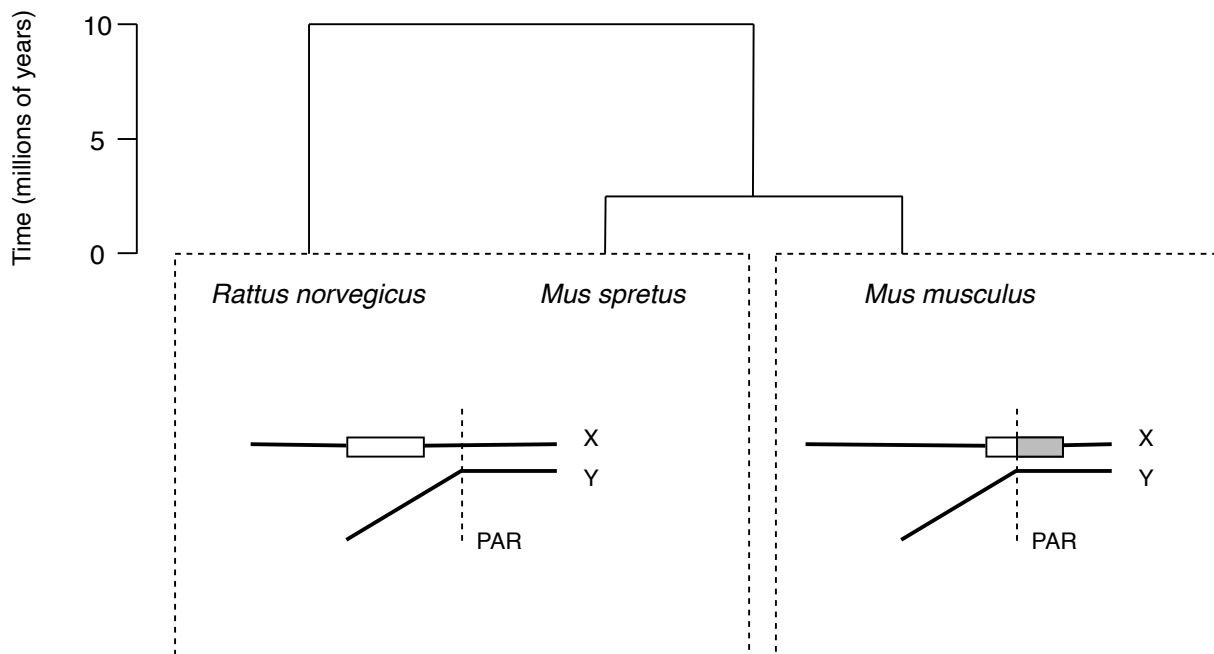 Time (millions of years)
10
5
0
Rattus norvegicus
Mus spretus
Mus musculus
X
Y
PAR
X
Y
PAR